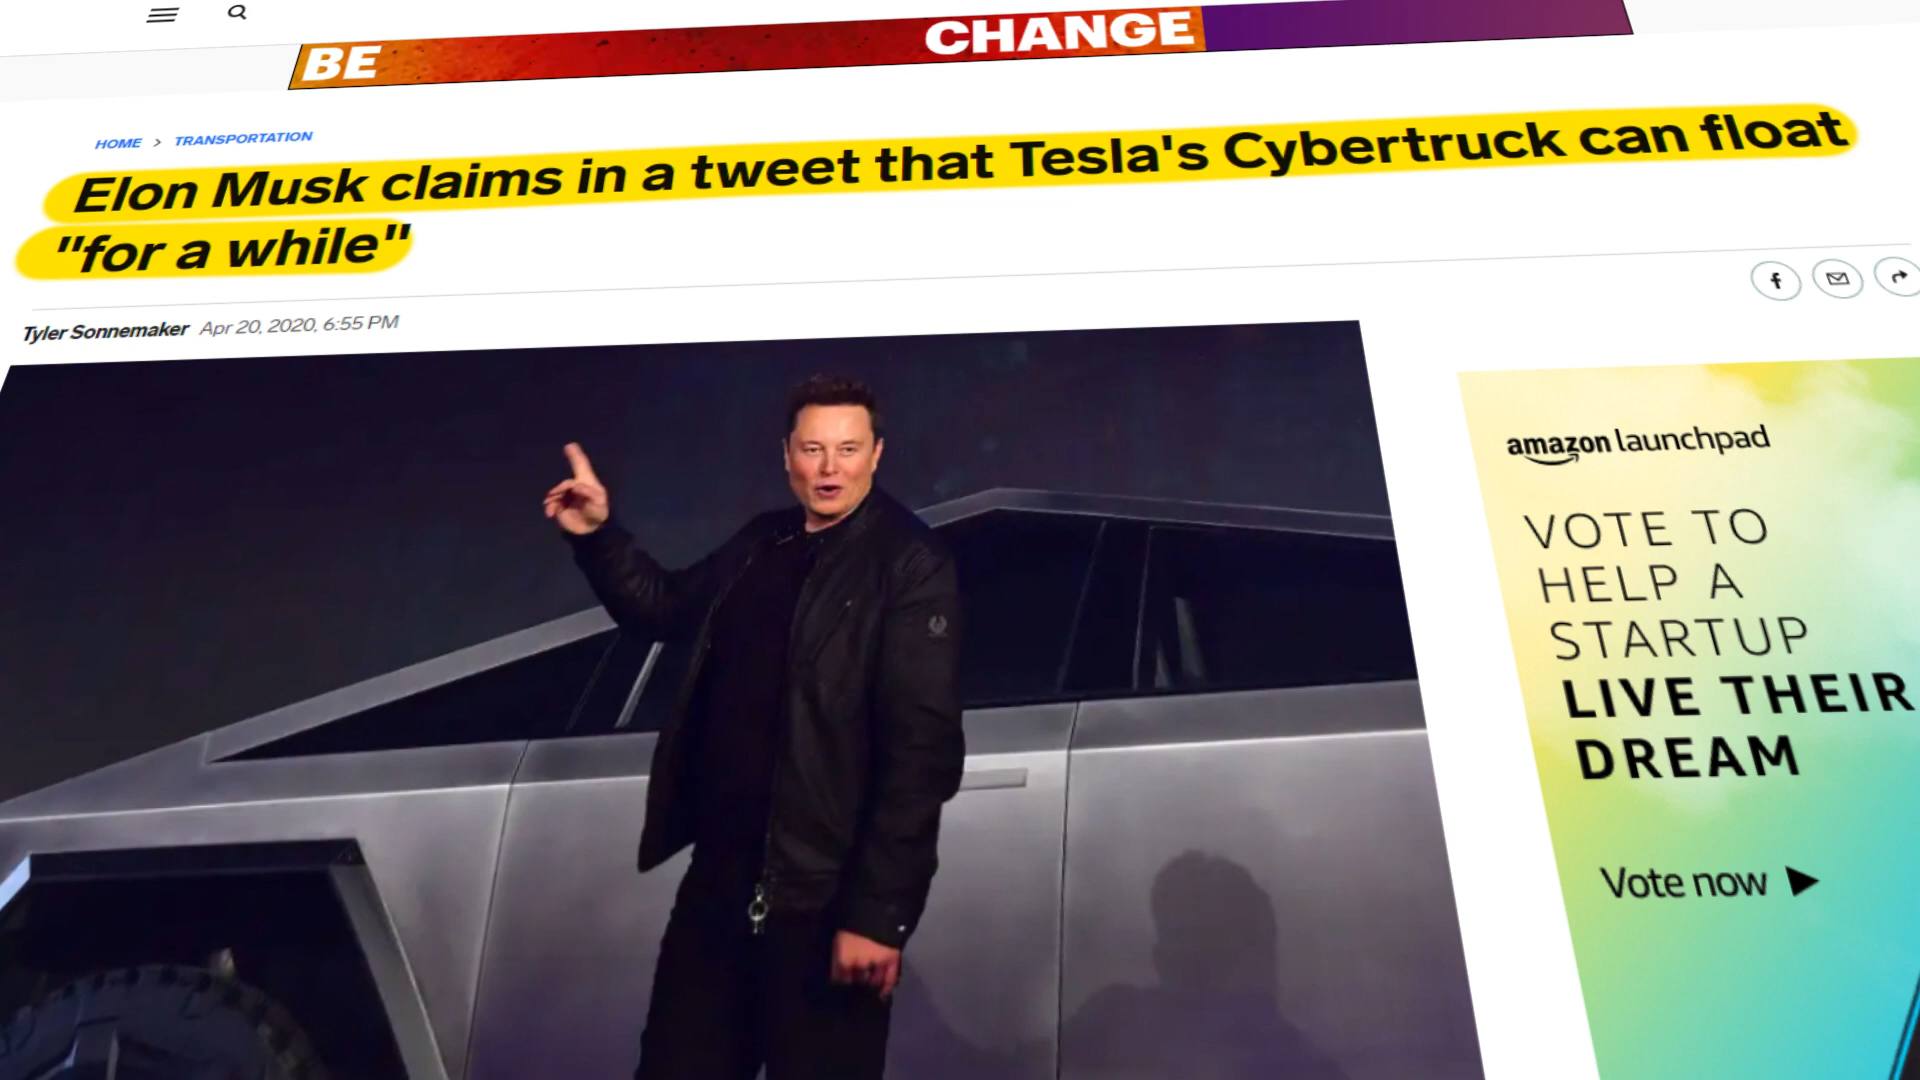 BE CHANGE
HOME > TRANSPORTATION
Elon Musk claims in a tweet that Tesla's Cybertruck can float
"for a while"
Tyler Sonnemaker Apr 20, 2020, 6:55 PM
f
amazon launchpad
VOTE TO
HELP A
STARTUP
LIVE THEIR
DREAM
Vote now